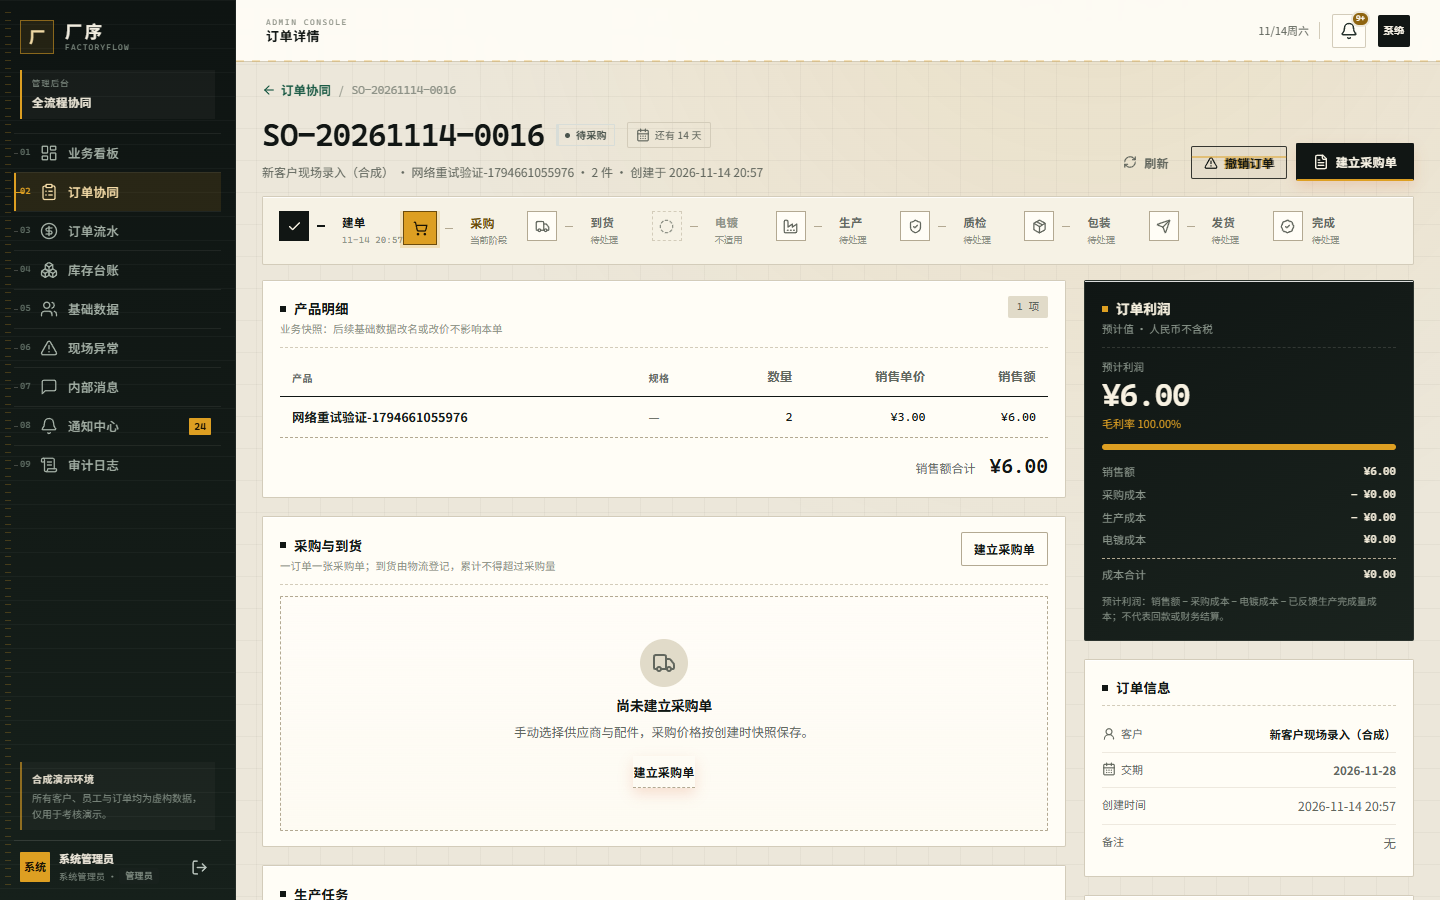 厂 厂序
FACTORYFLOW
管理后台
全流程协同
01 业务看板
02 订单协同
03 订单流水
04 库存台账
05 基础数据
06 现场异常
07 内部消息
08 通知中心 24
09 审计日志
合成演示环境
所有客户、员工与订单均为虚构数据，
仅用于考核演示。
系统 系统管理员
系统管理员 • 管理员
ADMIN CONSOLE
订单详情
11/14周六 9+ 系统
订单协同 / SO-20261114-0016
SO-20261114-0016 • 待采购 还有 14 天
新客户现场录入（合成） • 网络重试验证-1794661055976 • 2 件 • 创建于 2026-11-14 20:57
刷新 撤销订单 建立采购单
建单 采购 到货 电镀 生产 质检 包装 发货 完成
11-14 20:57 当前阶段 待处理 不适用 待处理 待处理 待处理 待处理 待处理
产品明细 1 项
业务快照：后续基础数据改名或改价不影响本单
产品 规格 数量 销售单价 销售额
网络重试验证-1794661055976 — 2 ¥3.00 ¥6.00
销售额合计 ¥6.00
采购与到货 建立采购单
一订单一张采购单；到货由物流登记，累计不得超过采购量
尚未建立采购单
手动选择供应商与配件，采购价格按创建时快照保存。
建立采购单
生产任务
订单利润
预计值 • 人民币不含税
预计利润
¥6.00
毛利率 100.00%
销售额 ¥6.00
采购成本 − ¥0.00
生产成本 − ¥0.00
电镀成本 ¥0.00
成本合计 ¥0.00
预计利润：销售额 − 采购成本 − 电镀成本 − 已反馈生产完成量成
本；不代表回款或财务结算。
订单信息
客户 新客户现场录入（合成）
交期 2026-11-28
创建时间 2026-11-14 20:57
备注 无